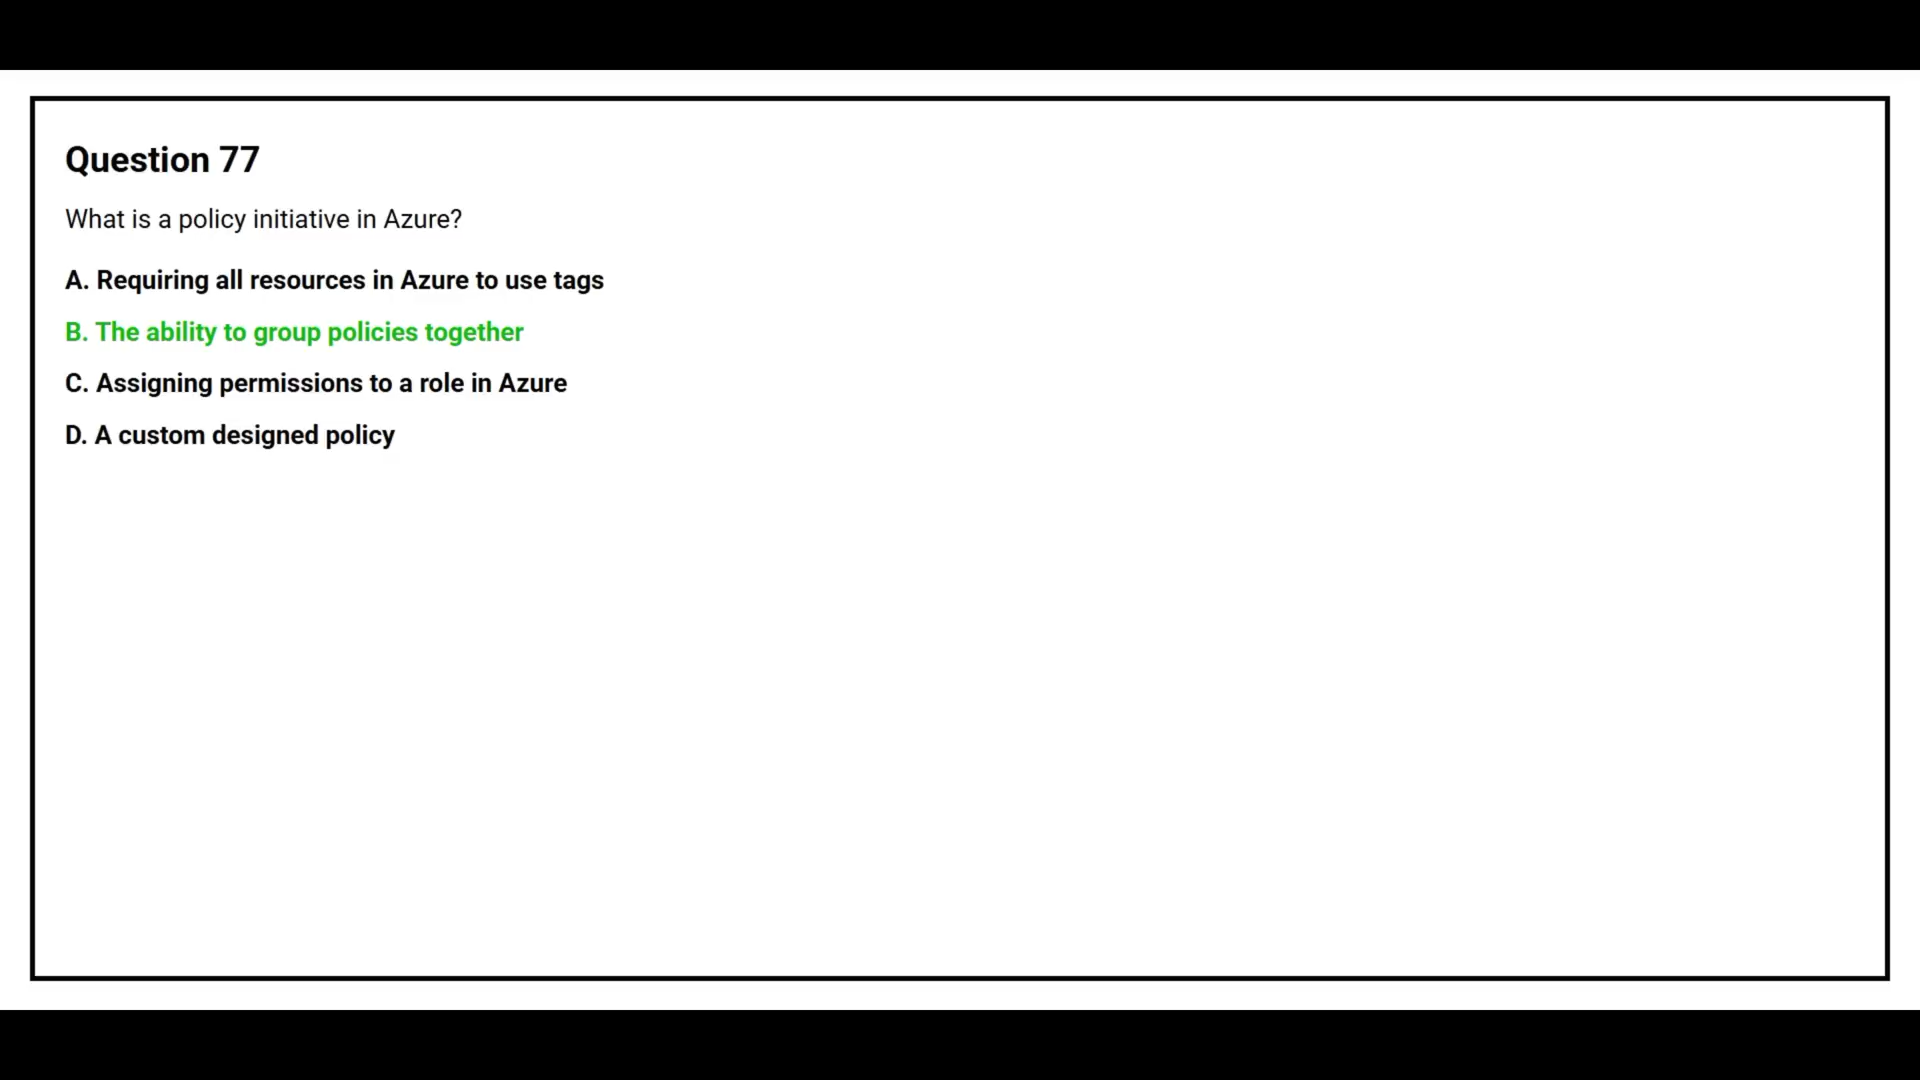 Question 77
What is a policy initiative in Azure?
A. Requiring all resources in Azure to use tags
B. The ability to group policies together
C. Assigning permissions to a role in Azure
D. A custom designed policy